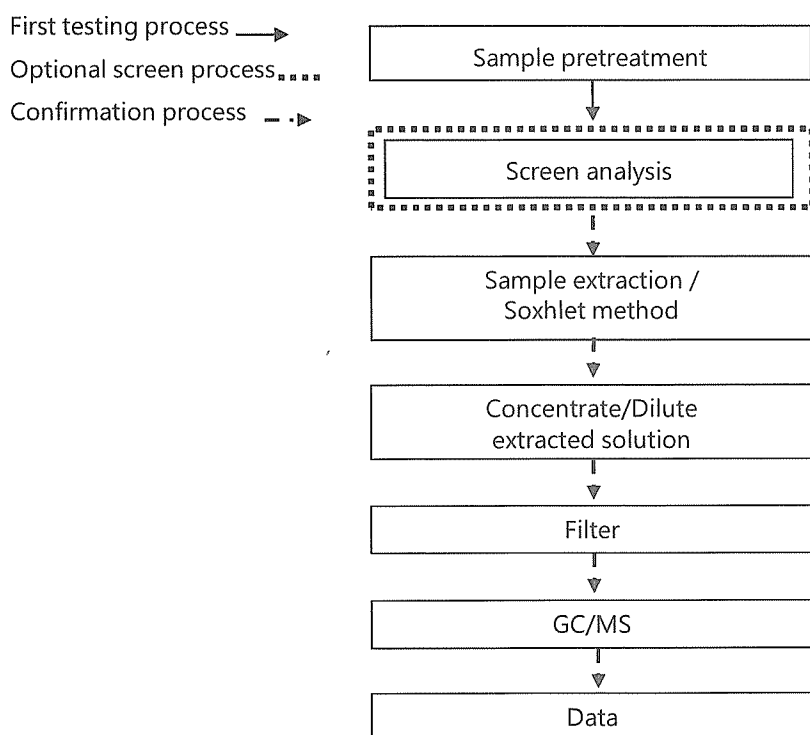 First testing process
Optional screen process
Confirmation process
Sample pretreatment
Screen analysis
Sample extraction /
Soxhlet method
Concentrate/Dilute
extracted solution
Filter
GC/MS
Data